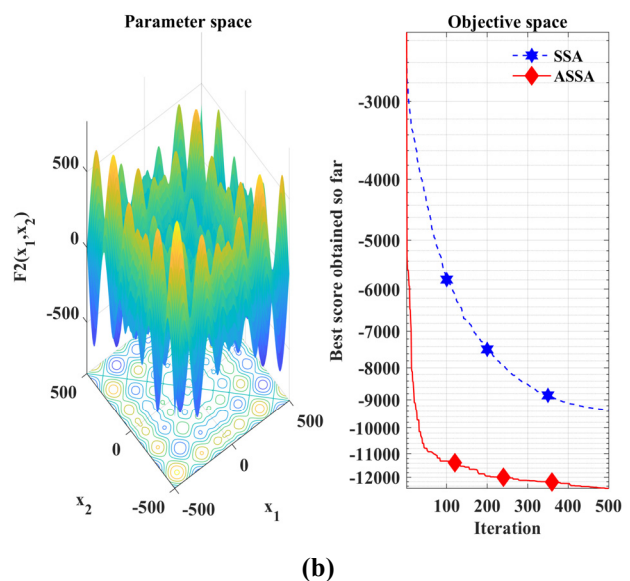 Parameter space
F2(x1,x2)
500
0
-500
500
0
-500
x2
-500
0
500
x1
Objective space
SSA
ASSA
Best score obtained so far
-3000
-4000
-5000
-6000
-7000
-8000
-9000
-11000
-12000
100 200 300 400 500
Iteration
(b)